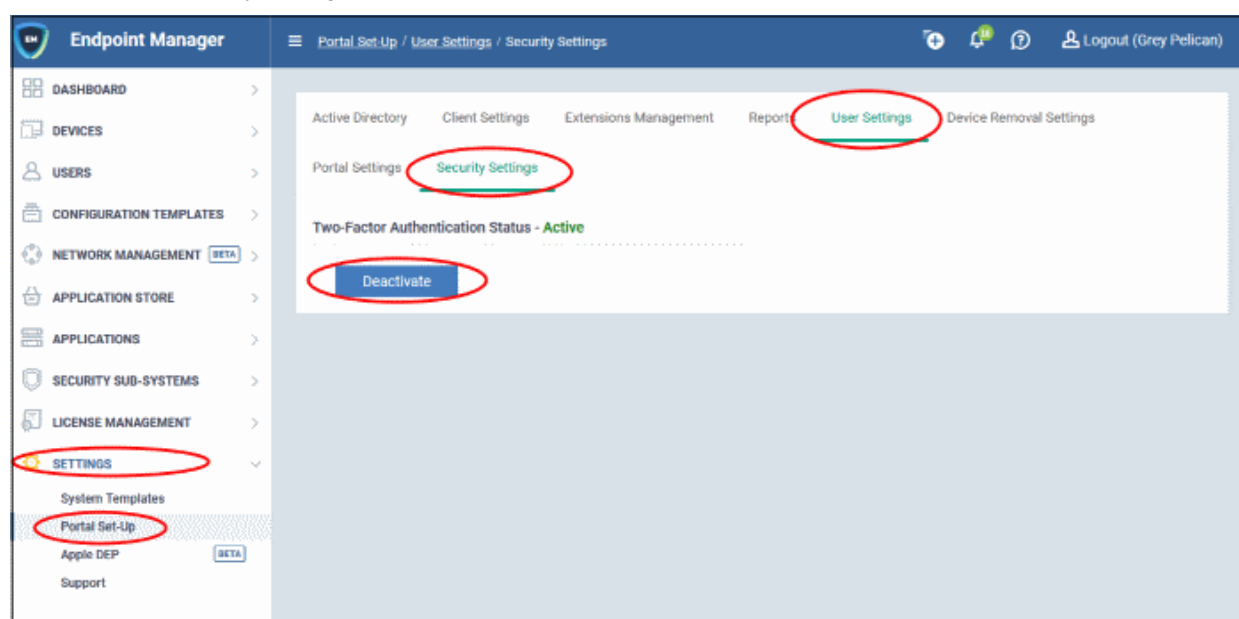 EM Endpoint Manager
Portal Set-Up / User Settings / Security Settings
Logout (Grey Pelican)
DASHBOARD
DEVICES
USERS
CONFIGURATION TEMPLATES
NETWORK MANAGEMENT BETA
APPLICATION STORE
APPLICATIONS
SECURITY SUB-SYSTEMS
LICENSE MANAGEMENT
SETTINGS
System Templates
Portal Set-Up
Apple DEP BETA
Support
Active Directory Client Settings Extensions Management Reports User Settings Device Removal Settings
Portal Settings Security Settings
Two-Factor Authentication Status - Active
Deactivate